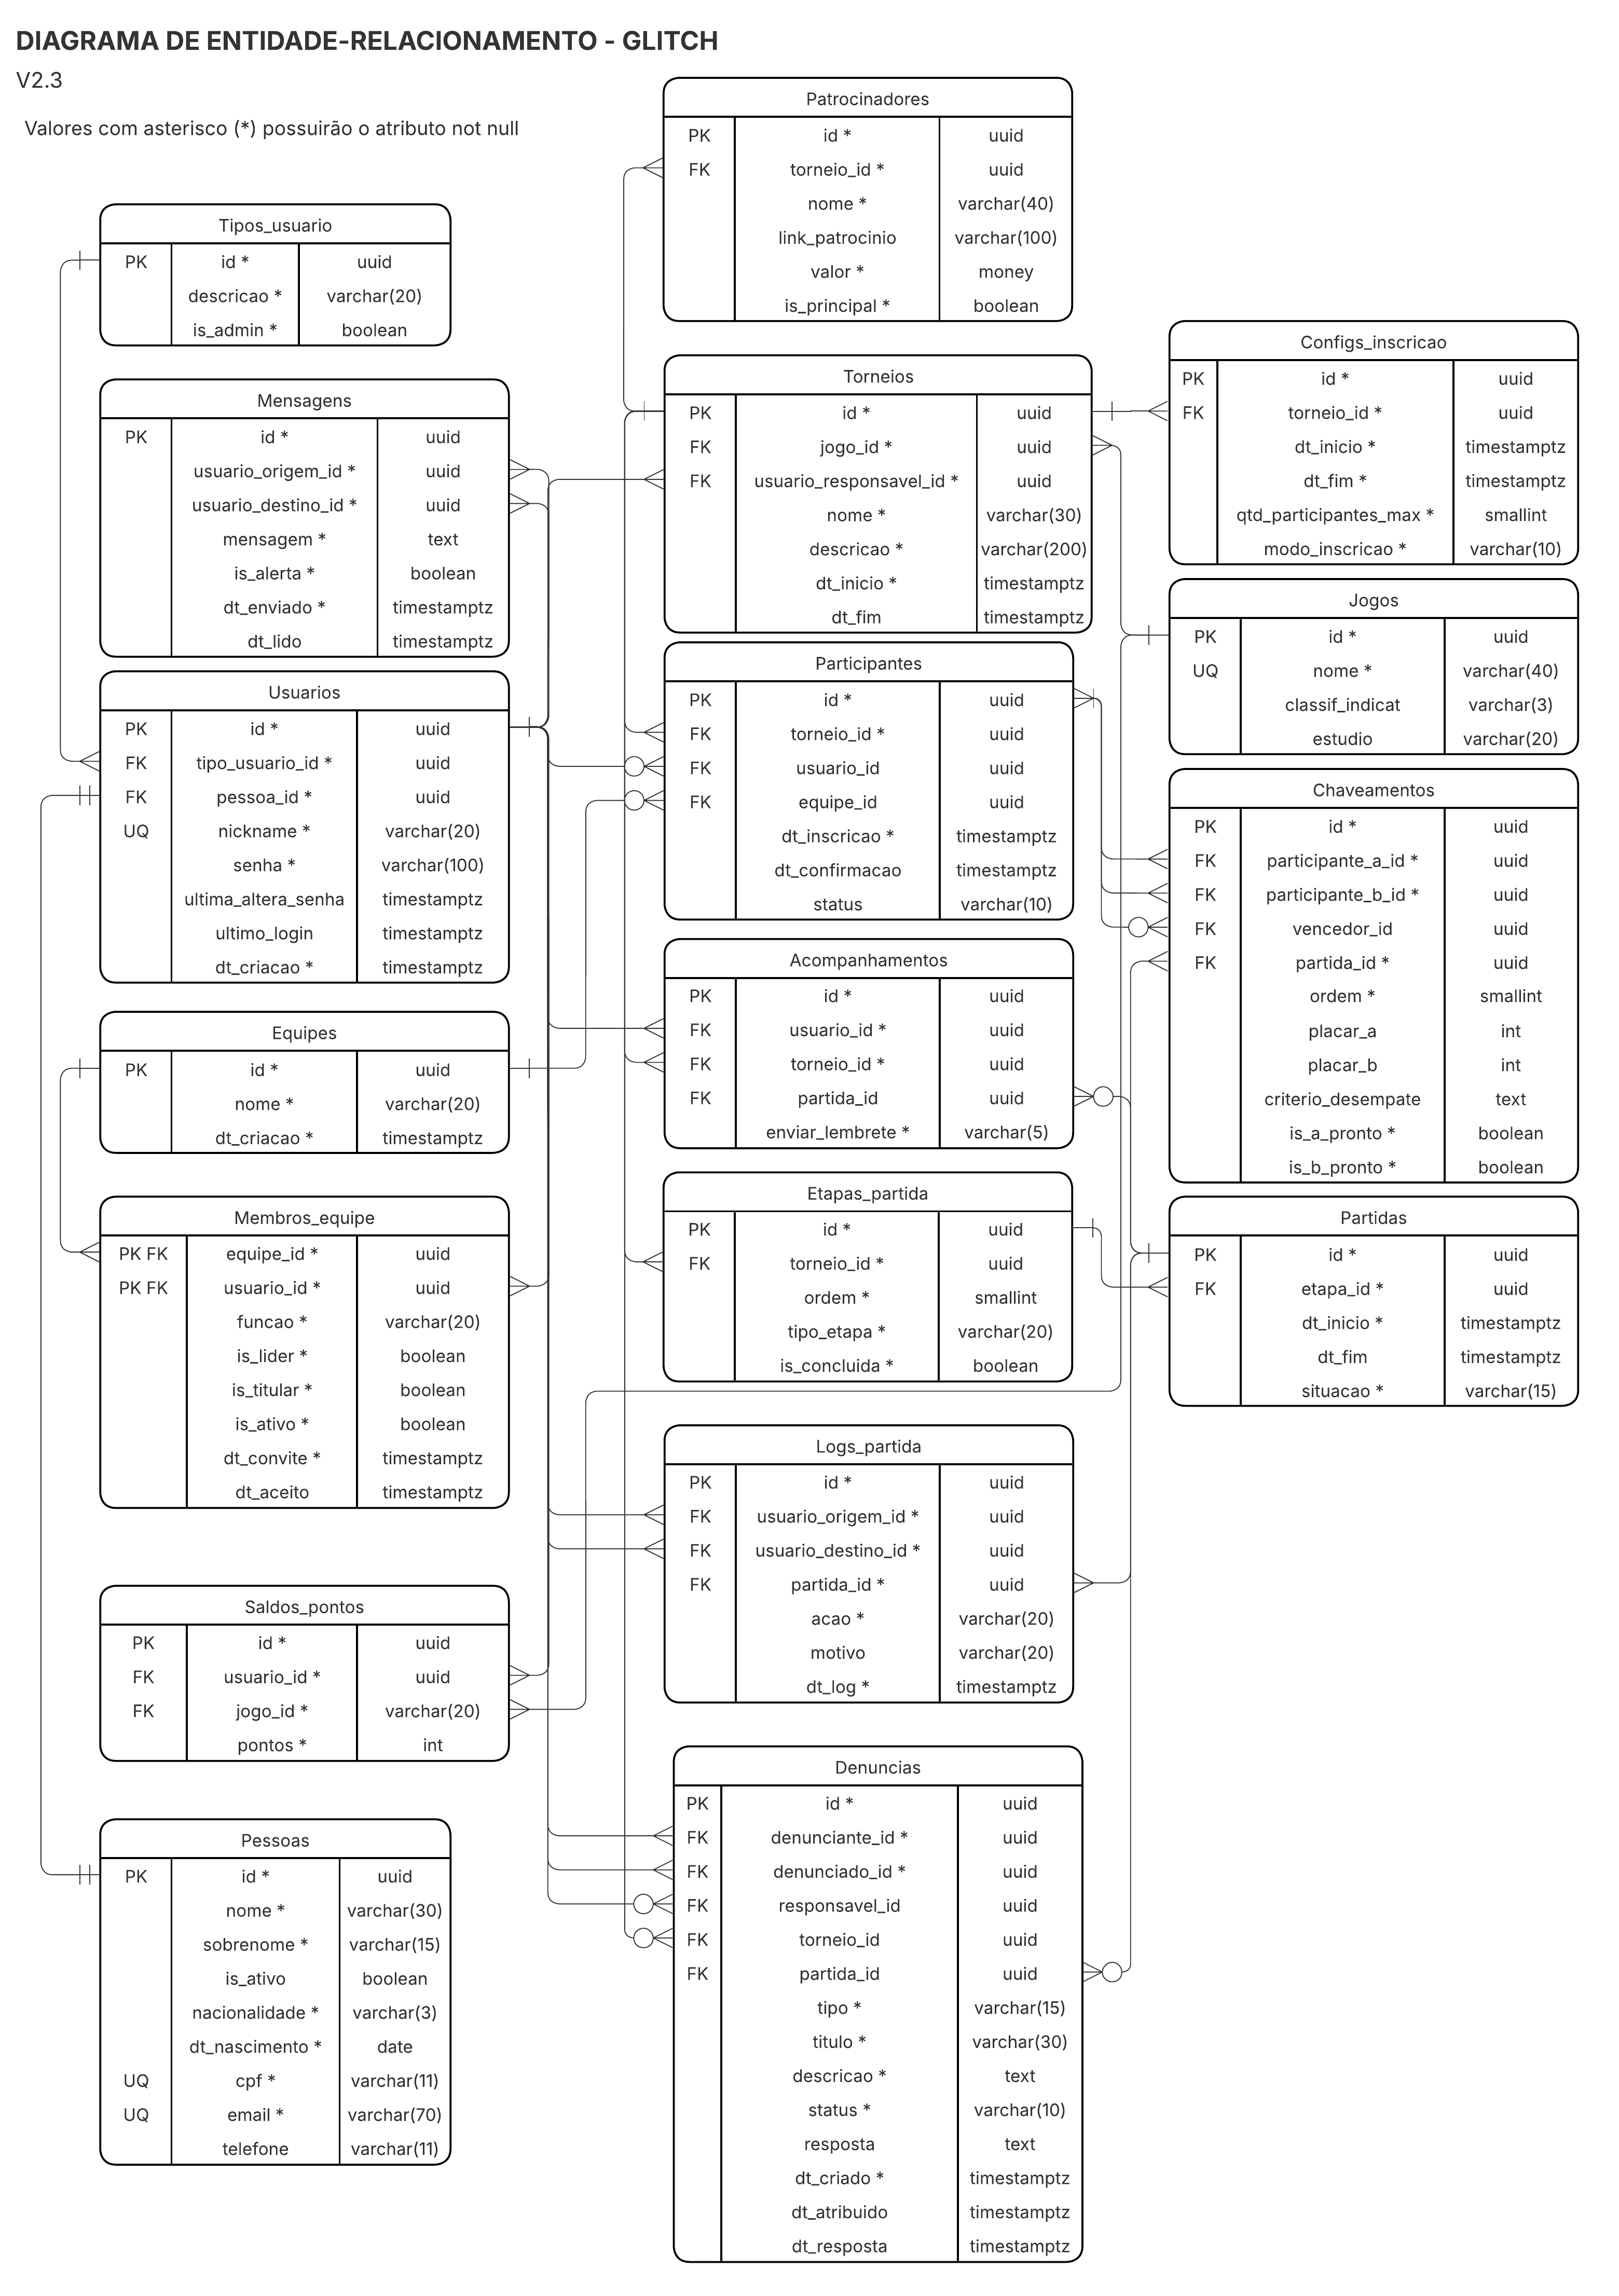 DIAGRAMA DE ENTIDADE-RELACIONAMENTO - GLITCH
V2.3
Valores com asterisco (*) possuirão o atributo not null
Tipos_usuario
PK id * uuid
descricao * varchar(20)
is_admin * boolean
Mensagens
PK id * uuid
usuario_origem_id * uuid
usuario_destino_id * uuid
mensagem * text
is_alerta * boolean
dt_enviado * timestamptz
dt_lido timestamptz
Usuarios
PK id * uuid
FK tipo_usuario_id * uuid
FK pessoa_id * uuid
UQ nickname * varchar(20)
senha * varchar(100)
ultima_altera_senha timestamptz
ultimo_login timestamptz
dt_criacao * timestamptz
Equipes
PK id * uuid
nome * varchar(20)
dt_criacao * timestamptz
Membros_equipe
PK FK equipe_id * uuid
PK FK usuario_id * uuid
funcao * varchar(20)
is_lider * boolean
is_titular * boolean
is_ativo * boolean
dt_convite * timestamptz
dt_aceito timestamptz
Saldos_pontos
PK id * uuid
FK usuario_id * uuid
FK jogo_id * varchar(20)
pontos * int
Pessoas
PK id * uuid
nome * varchar(30)
sobrenome * varchar(15)
is_ativo boolean
nacionalidade * varchar(3)
dt_nascimento * date
UQ cpf * varchar(11)
UQ email * varchar(70)
telefone varchar(11)
Patrocinadores
PK id * uuid
FK torneio_id * uuid
nome * varchar(40)
link_patrocinio varchar(100)
valor * money
is_principal * boolean
Torneios
PK id * uuid
FK jogo_id * uuid
FK usuario_responsavel_id * uuid
nome * varchar(30)
descricao * varchar(200)
dt_inicio * timestamptz
dt_fim timestamptz
Participantes
PK id * uuid
FK torneio_id * uuid
FK usuario_id uuid
FK equipe_id uuid
dt_inscricao * timestamptz
dt_confirmacao timestamptz
status varchar(10)
Acompanhamentos
PK id * uuid
FK usuario_id * uuid
FK torneio_id * uuid
FK partida_id uuid
enviar_lembrete * varchar(5)
Etapas_partida
PK id * uuid
FK torneio_id * uuid
ordem * smallint
tipo_etapa * varchar(20)
is_concluida * boolean
Logs_partida
PK id * uuid
FK usuario_origem_id * uuid
FK usuario_destino_id * uuid
FK partida_id * uuid
acao * varchar(20)
motivo varchar(20)
dt_log * timestamptz
Denuncias
PK id * uuid
FK denunciante_id * uuid
FK denunciado_id * uuid
FK responsavel_id uuid
FK torneio_id uuid
FK partida_id uuid
tipo * varchar(15)
titulo * varchar(30)
descricao * text
status * varchar(10)
resposta text
dt_criado * timestamptz
dt_atribuido timestamptz
dt_resposta timestamptz
Configs_inscricao
PK id * uuid
FK torneio_id * uuid
dt_inicio * timestamptz
dt_fim * timestamptz
qtd_participantes_max * smallint
modo_inscricao * varchar(10)
Jogos
PK id * uuid
UQ nome * varchar(40)
classif_indicat varchar(3)
estudio varchar(20)
Chaveamentos
PK id * uuid
FK participante_a_id * uuid
FK participante_b_id * uuid
FK vencedor_id uuid
FK partida_id * uuid
ordem * smallint
placar_a int
placar_b int
criterio_desempate text
is_a_pronto * boolean
is_b_pronto * boolean
Partidas
PK id * uuid
FK etapa_id * uuid
dt_inicio * timestamptz
dt_fim timestamptz
situacao * varchar(15)